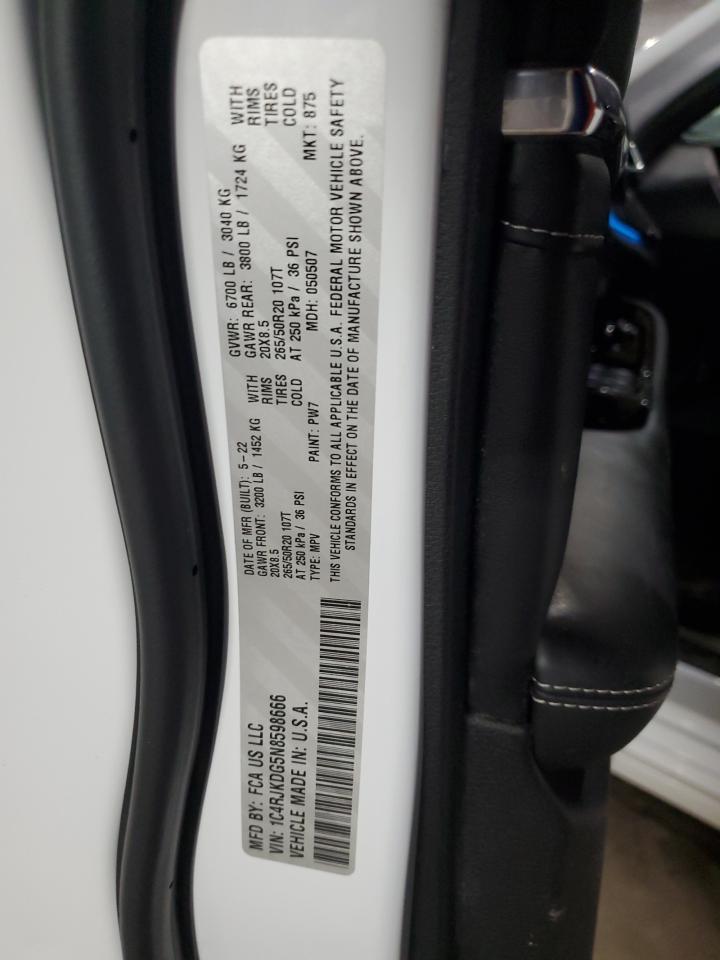 MFD BY: FCA US LLC
VIN: 1C4RJKDG5N8598666
VEHICLE MADE IN: U.S.A.
DATE OF MFR (BUILT): 5-22 GVWR: 6700 LB / 3040 KG
GAWR FRONT: 3200 LB / 1452 KG WITH GAWR REAR: 3800 LB / 1724 KG WITH
20X8.5 RIMS 20X8.5 RIMS
265/50R20 107T TIRES 265/50R20 107T TIRES
AT 250 kPa / 36 PSI COLD AT 250 kPa / 36 PSI COLD
TYPE: MPV PAINT: PW7 MDH: 050507 MKT: 875
THIS VEHICLE CONFORMS TO ALL APPLICABLE U.S.A. FEDERAL MOTOR VEHICLE SAFETY
STANDARDS IN EFFECT ON THE DATE OF MANUFACTURE SHOWN ABOVE.